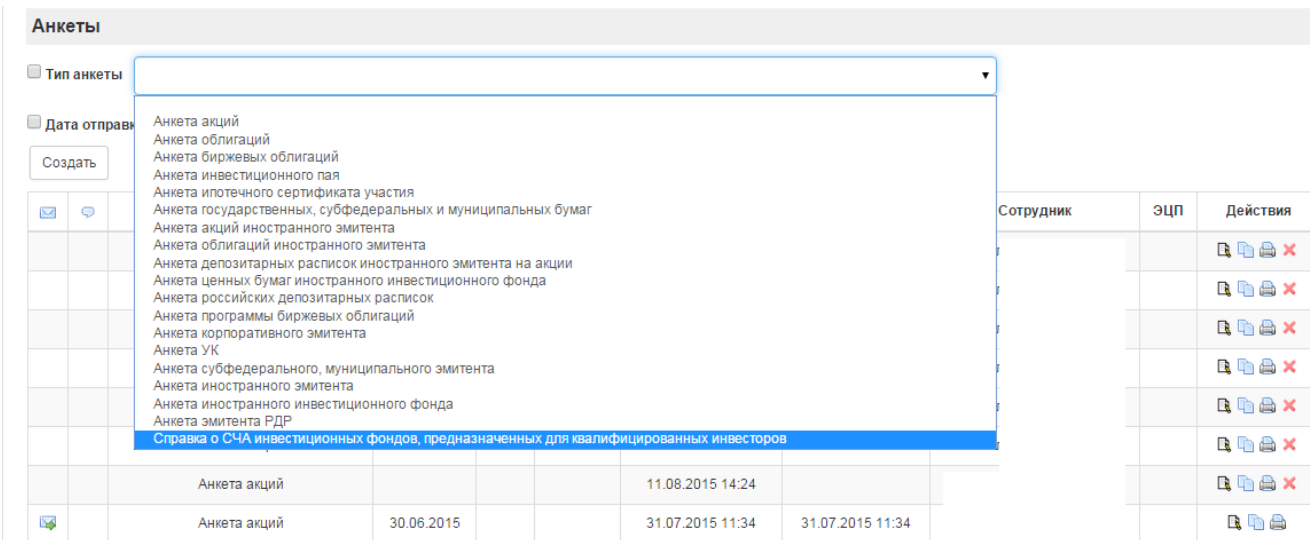 Анкеты
Тип анкеты
Анкета акций
Анкета облигаций
Анкета биржевых облигаций
Анкета инвестиционного пая
Анкета ипотечного сертификата участия
Анкета государственных, субфедеральных и муниципальных бумаг
Анкета акций иностранного эмитента
Анкета облигаций иностранного эмитента
Анкета депозитарных расписок иностранного эмитента на акции
Анкета ценных бумаг иностранного инвестиционного фонда
Анкета российских депозитарных расписок
Анкета программы биржевых облигаций
Анкета корпоративного эмитента
Анкета УК
Анкета субфедерального, муниципального эмитента
Анкета иностранного эмитента
Анкета иностранного инвестиционного фонда
Анкета эмитента РДР
Справка о СЧА инвестиционных фондов, предназначенных для квалифицированных инвесторов
Дата
Создать
Сотрудник ЭЦП Действия
Анкета акций 11.08.2015 14:24
Анкета акций 30.06.2015 31.07.2015 11:34 31.07.2015 11:34